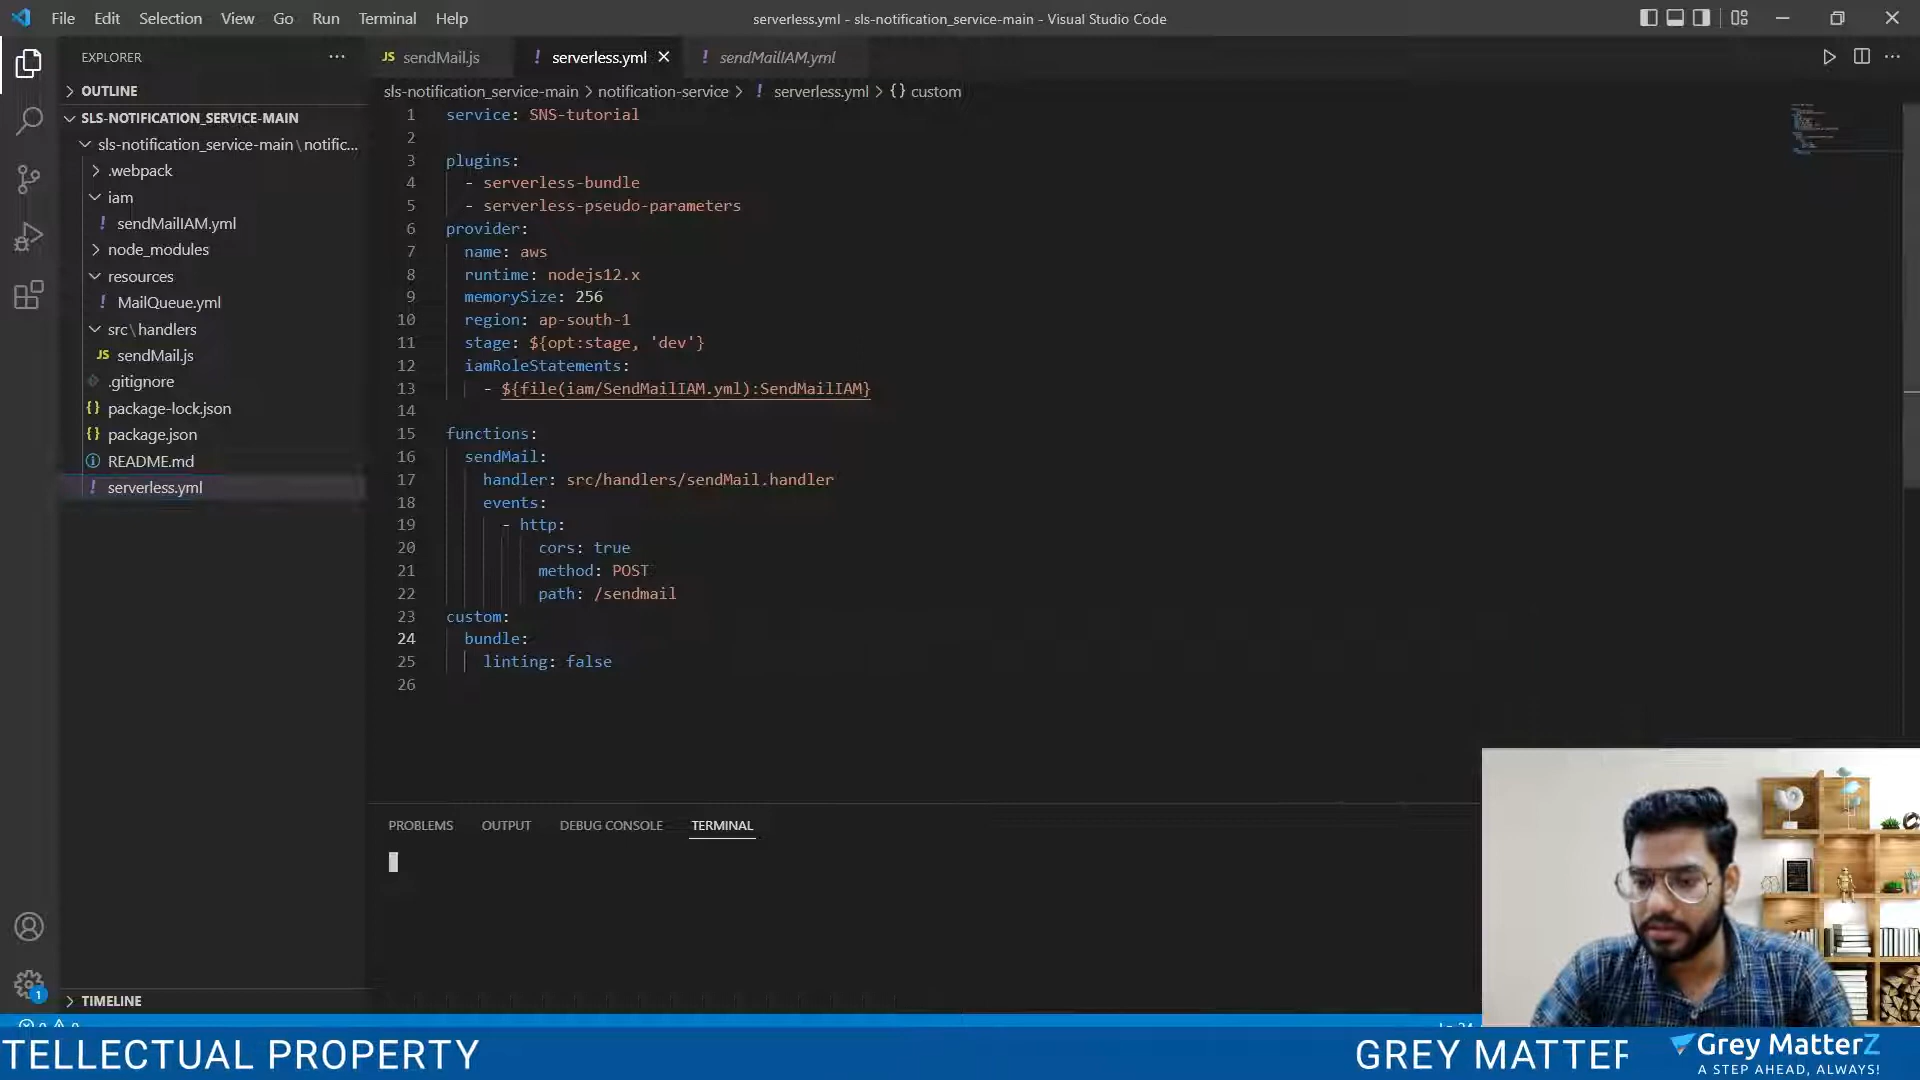 File Edit Selection View Go Run Terminal Help
serverless.yml - sls-notification_service-main - Visual Studio Code
EXPLORER
JS sendMail.js
! serverless.yml
! sendMailIAM.yml
OUTLINE
SLS-NOTIFICATION_SERVICE-MAIN
sls-notification_service-main\notific...
.webpack
iam
! sendMailIAM.yml
node_modules
resources
! MailQueue.yml
src\handlers
JS sendMail.js
.gitignore
{} package-lock.json
{} package.json
README.md
! serverless.yml
TIMELINE
1
sls-notification_service-main > notification-service > ! serverless.yml > {} custom
1 service: SNS-tutorial
2
3 plugins:
4 - serverless-bundle
5 - serverless-pseudo-parameters
6 provider:
7 name: aws
8 runtime: nodejs12.x
9 memorySize: 256
10 region: ap-south-1
11 stage: ${opt:stage, 'dev'}
12 iamRoleStatements:
13 - ${file(iam/SendMailIAM.yml):SendMailIAM}
14
15 functions:
16 sendMail:
17 handler: src/handlers/sendMail.handler
18 events:
19 - http:
20 cors: true
21 method: POST
22 path: /sendmail
23 custom:
24 bundle:
25 linting: false
26
PROBLEMS OUTPUT DEBUG CONSOLE TERMINAL
TELLECTUAL PROPERTY
GREY MATTER
Grey MatterZ
A STEP AHEAD, ALWAYS!